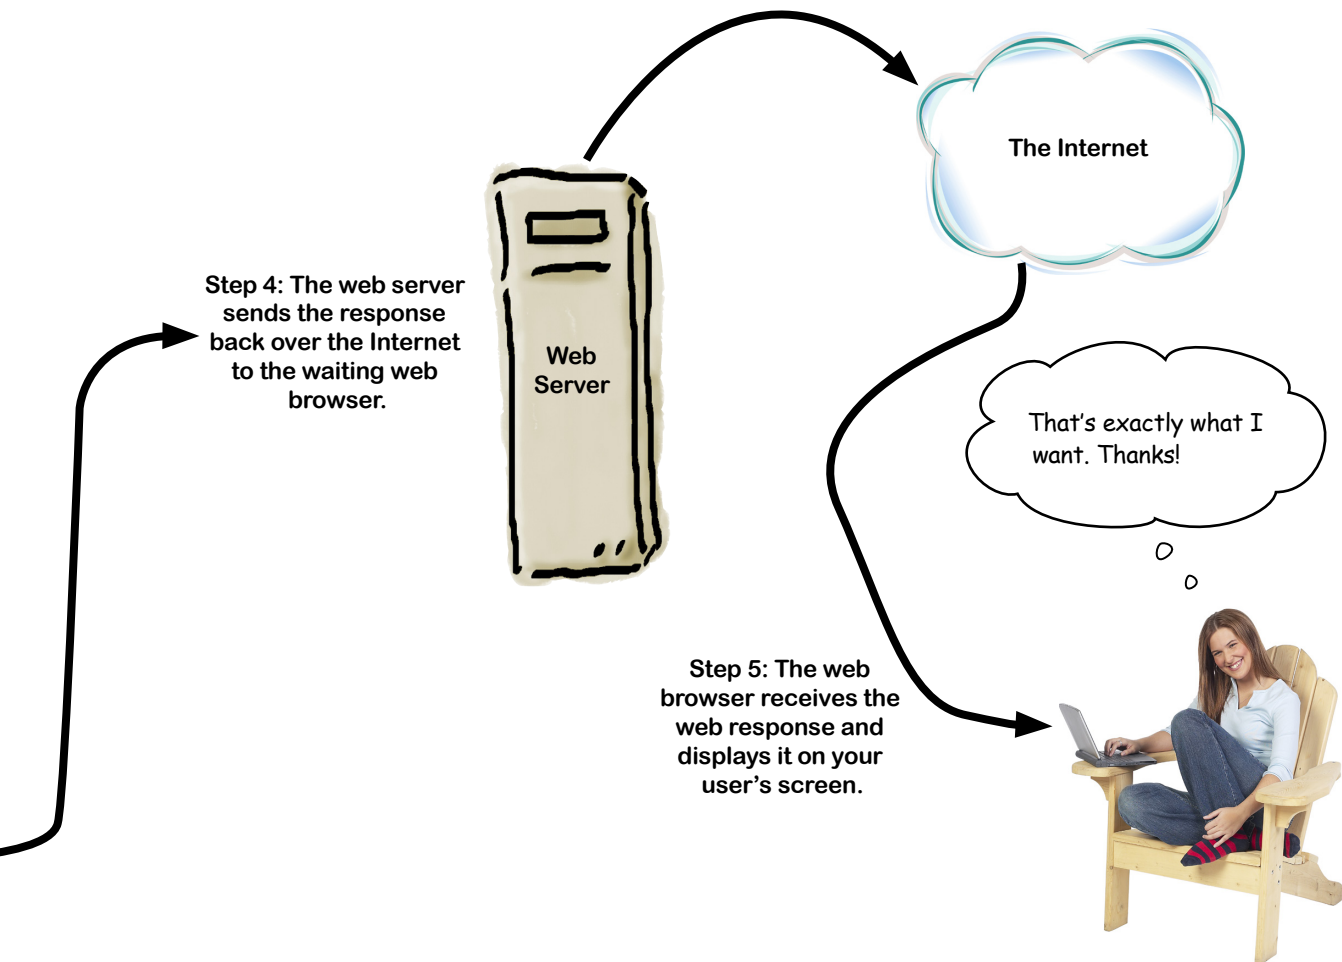 The Internet
Step 4: The web server
sends the response
back over the Internet
to the waiting web
browser.
Web
Server
That's exactly what I
want. Thanks!
Step 5: The web
browser receives the
web response and
displays it on your
user's screen.